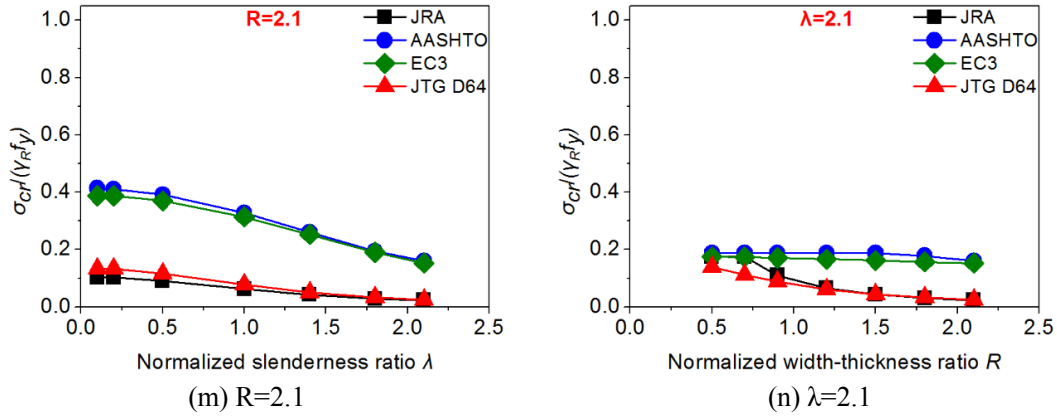 R=2.1
JRA
AASHTO
EC3
JTG D64
σcr/(γRfy)
1.0
0.8
0.6
0.4
0.2
0.0
0.0 0.5 1.0 1.5 2.0 2.5
Normalized slenderness ratio λ
(m) R=2.1
λ=2.1
JRA
AASHTO
EC3
JTG D64
σcr/(γRfy)
1.0
0.8
0.6
0.4
0.2
0.0
0.0 0.5 1.0 1.5 2.0 2.5
Normalized width-thickness ratio R
(n) λ=2.1